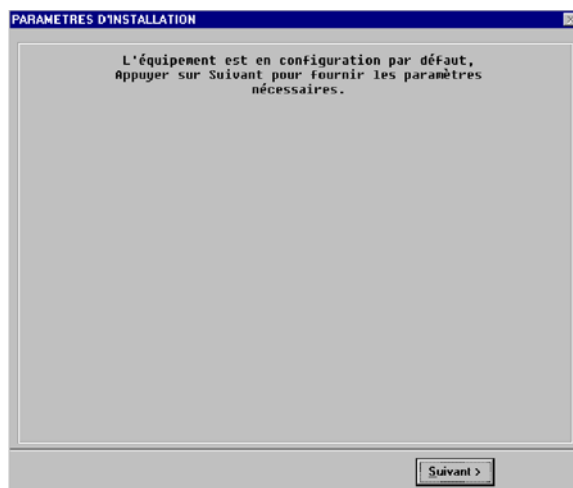 PARAMETRES D'INSTALLATION
L'équipement est en configuration par défaut,
Appuyer sur Suivant pour fournir les paramètres
nécessaires.
Suivant >